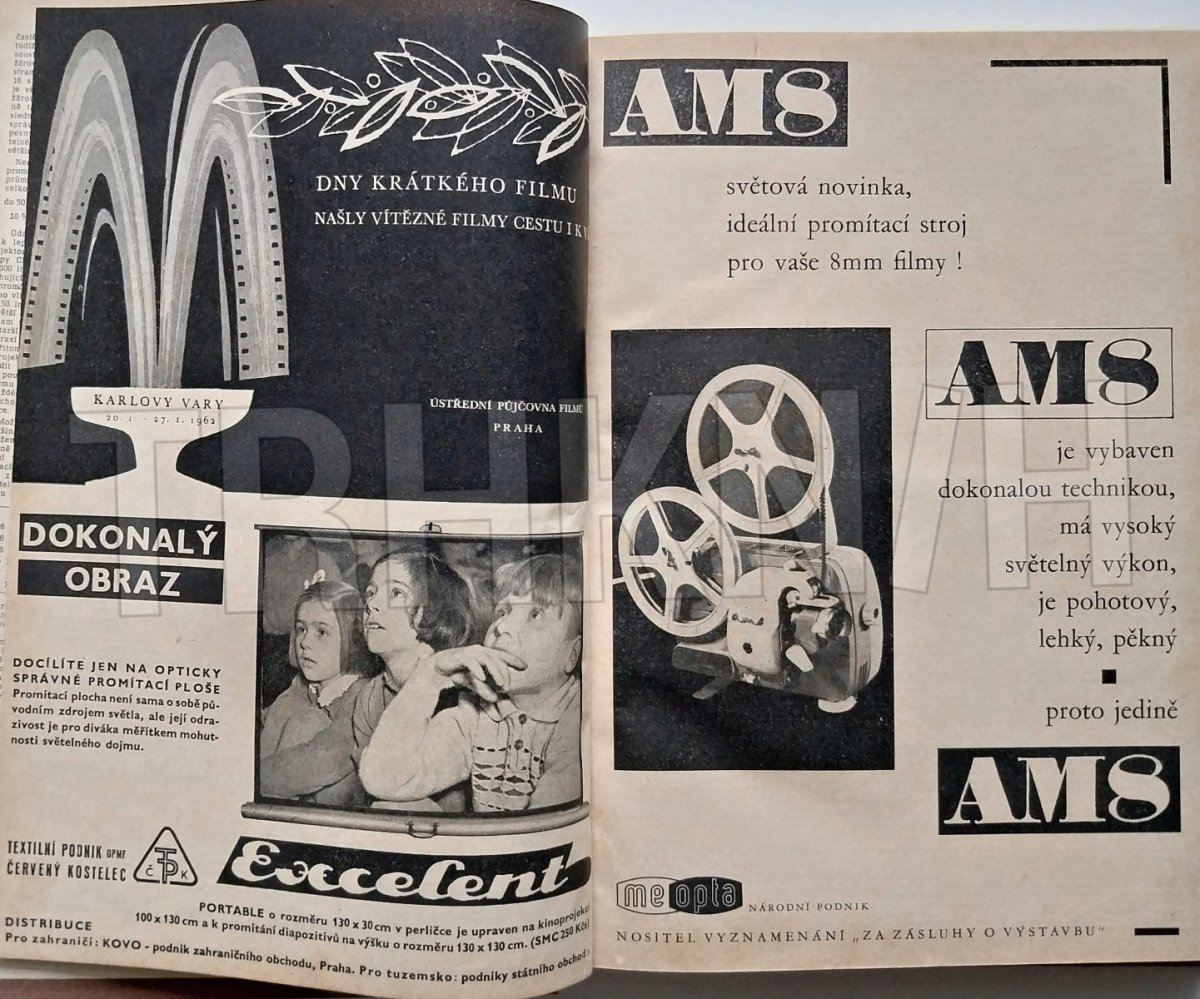 DNY KRÁTKÉHO FILMU
NAŠLY VÍTĚZNÉ FILMY CESTU I K
KARLOVY VARY
20. 1. - 27. 1. 1962
ÚSTŘEDNÍ PŮJČOVNA FILMŮ
PRAHA
DOKONALÝ
OBRAZ
DOCÍLÍTE JEN NA OPTICKY
SPRÁVNÉ PROMÍTACÍ PLOŠE
Promítací plocha není sama o sobě pů-
vodním zdrojem světla, ale její odra-
zivost je pro diváka měřítkem mohut-
nosti světelného dojmu.
TEXTILNÍ PODNIK OPMF
ČERVENÝ KOSTELEC
Č TP K
Excelent
PORTABLE o rozměru 130 x 30 cm v perličce je upraven na kinoprojekci
100 x 130 cm a k promítání diapozitivů na výšku o rozměru 130 x 130 cm. (SMC 250 Kčs)
DISTRIBUCE
Pro zahraničí: KOVO - podnik zahraničního obchodu, Praha. Pro tuzemsko: podniky státního obchodu
AM8
světová novinka,
ideální promítací stroj
pro vaše 8mm filmy !
AM8
je vybaven
dokonalou technikou,
má vysoký
světelný výkon,
je pohotový,
lehký, pěkný
proto jedině
AM8
meopta NÁRODNÍ PODNIK
NOSITEL VYZNAMENÁNÍ „ZA ZÁSLUHY O VÝSTAVBU"
TRHKNIH